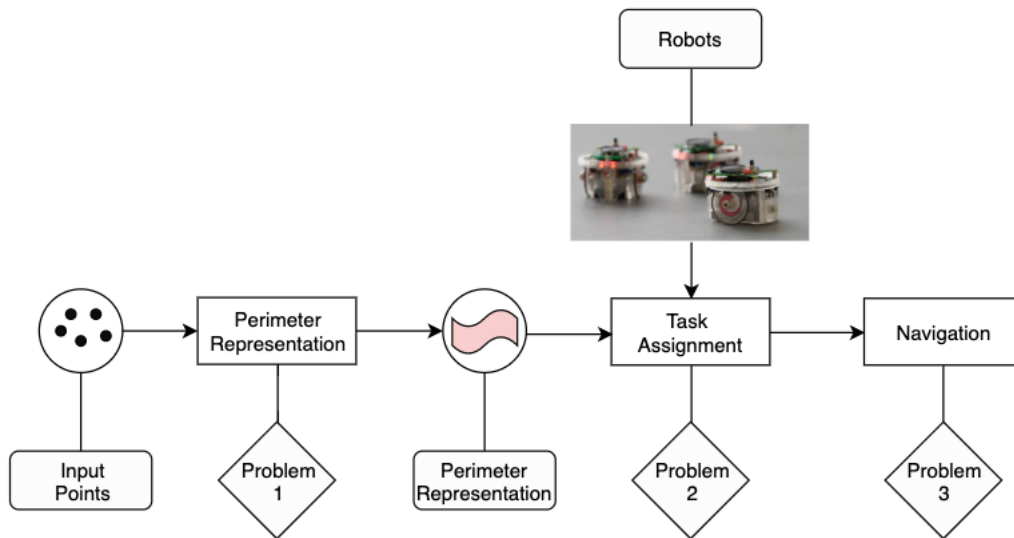 Robots
Perimeter
Representation
Task
Assignment
Navigation
Input
Points
Problem
1
Perimeter
Representation
Problem
2
Problem
3